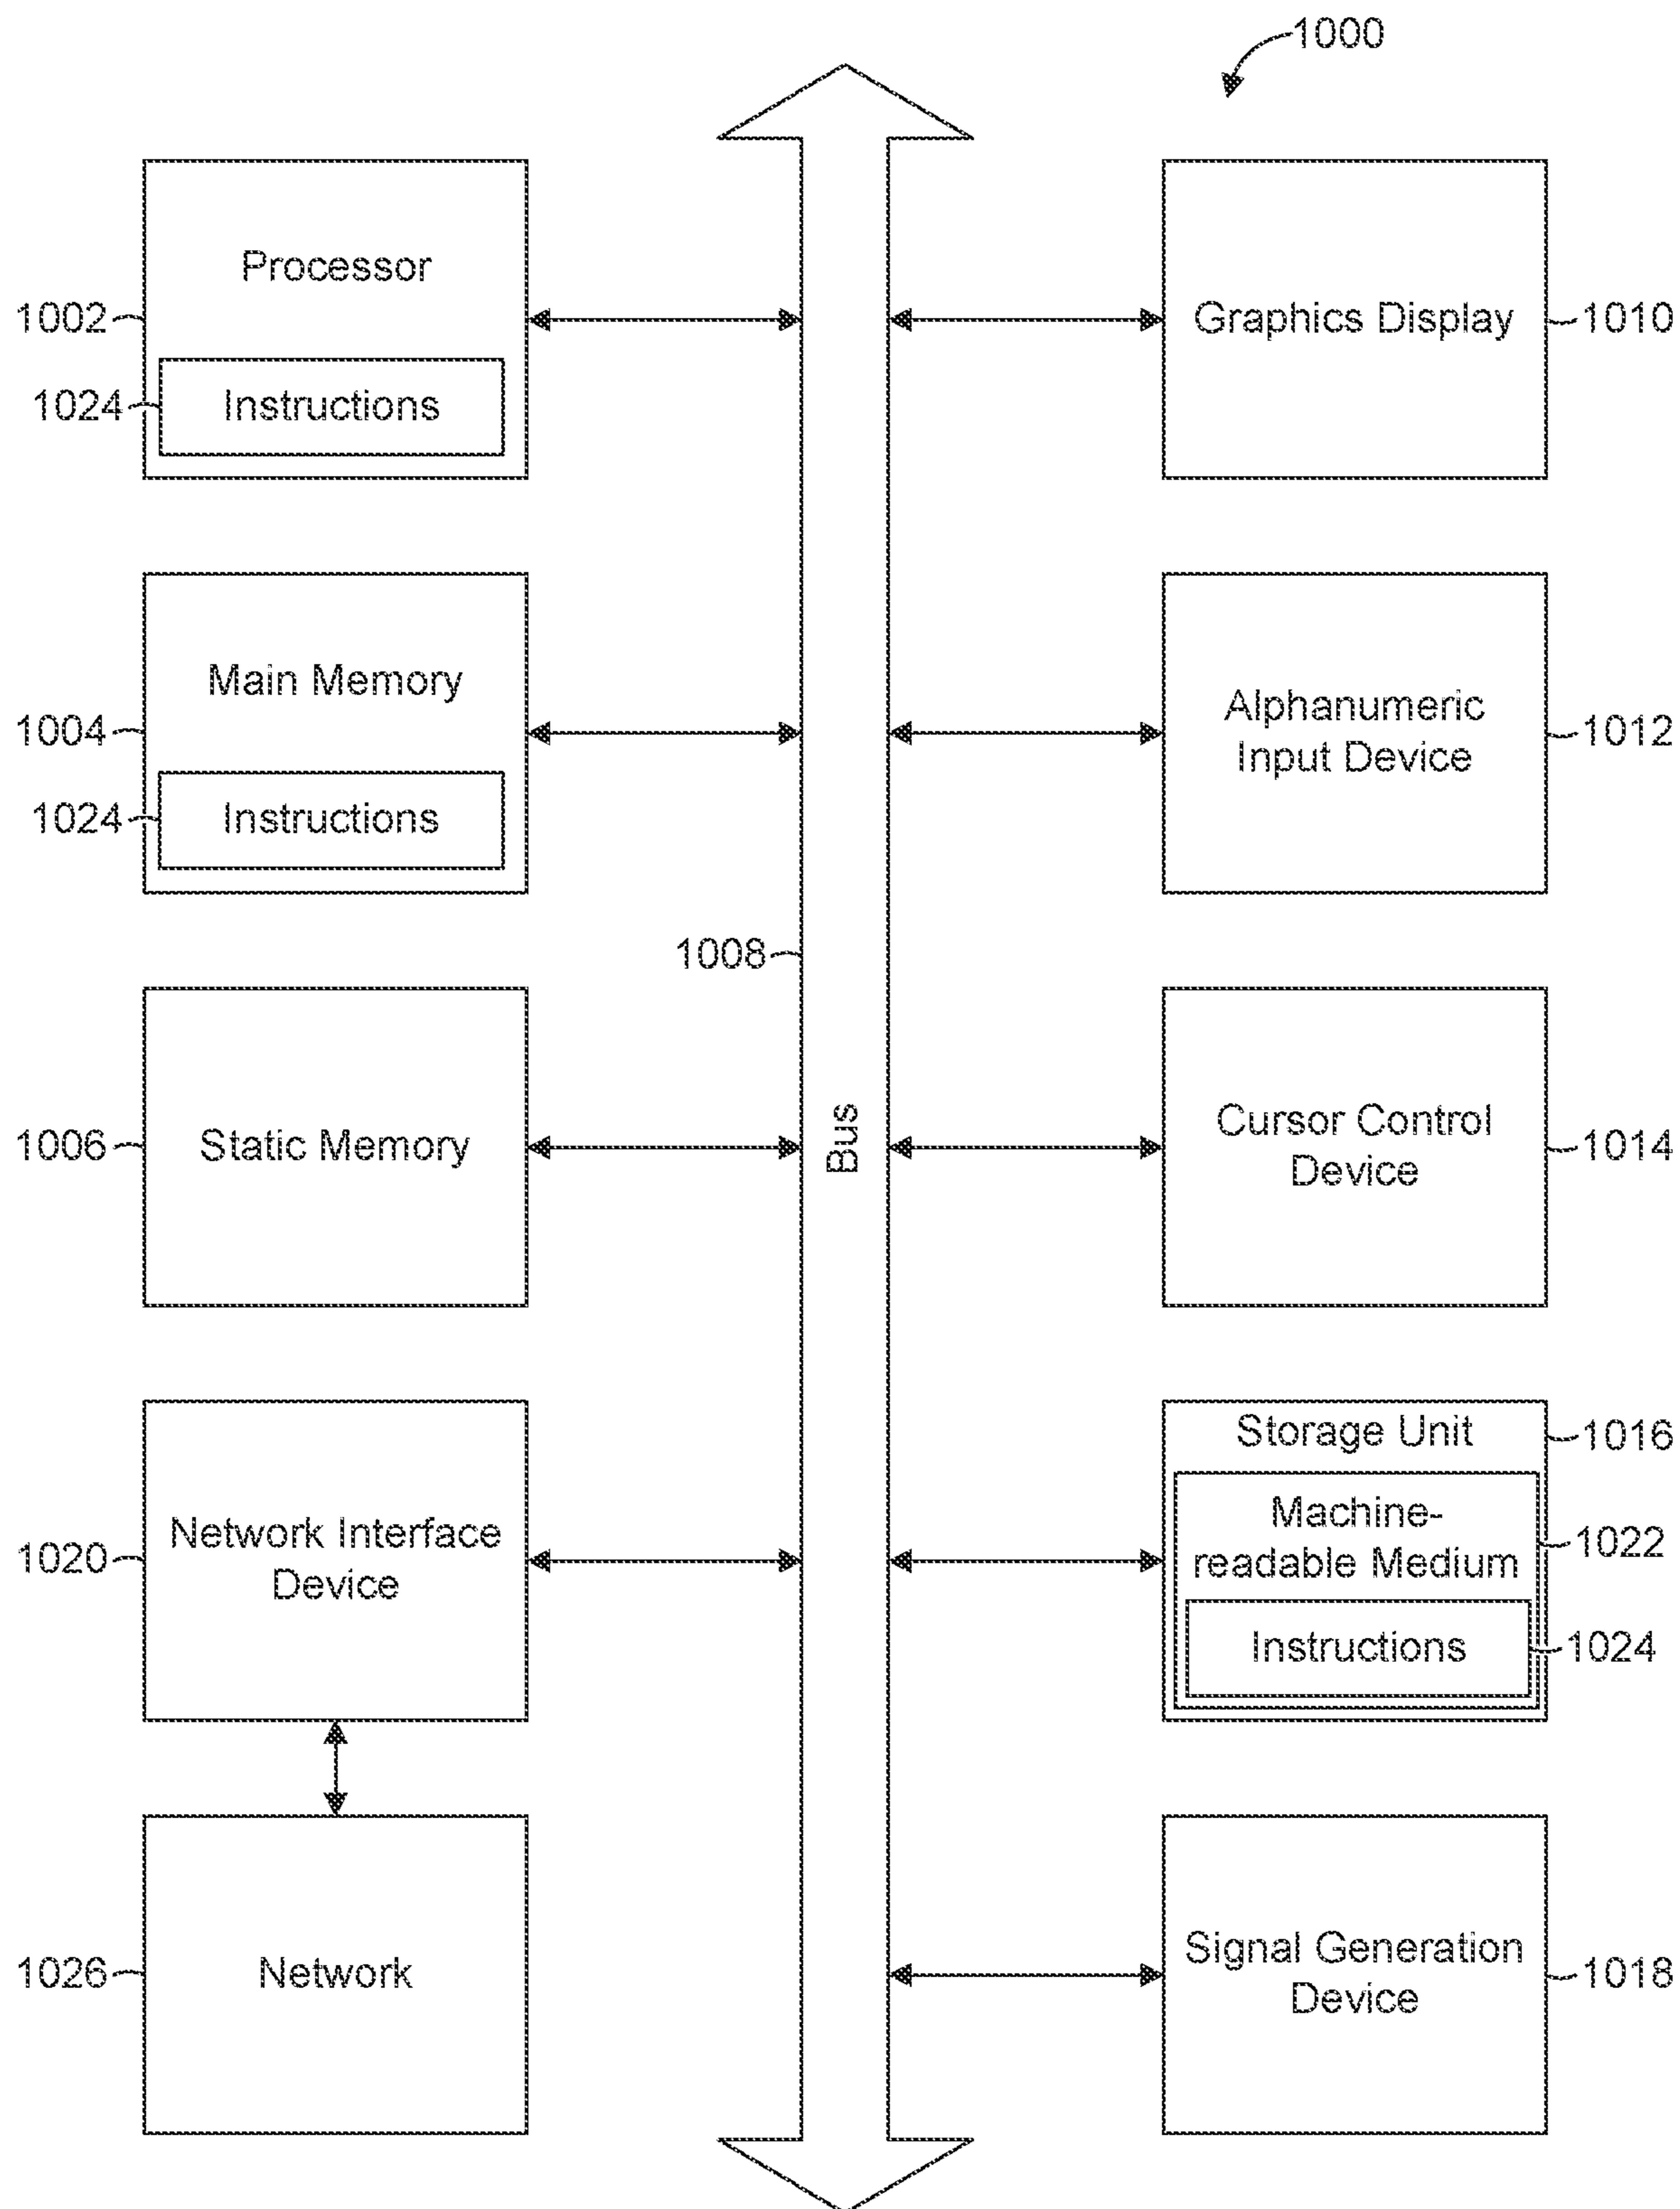 1000
Processor
1002
1024
Instructions
Main Memory
1004
1024
Instructions
1006
Static Memory
1020
Network Interface
Device
1026
Network
1008
Bus
Graphics Display
1010
Alphanumeric
Input Device
1012
Cursor Control
Device
1014
Storage Unit
1016
Machine-
readable Medium
1022
Instructions
1024
Signal Generation
Device
1018